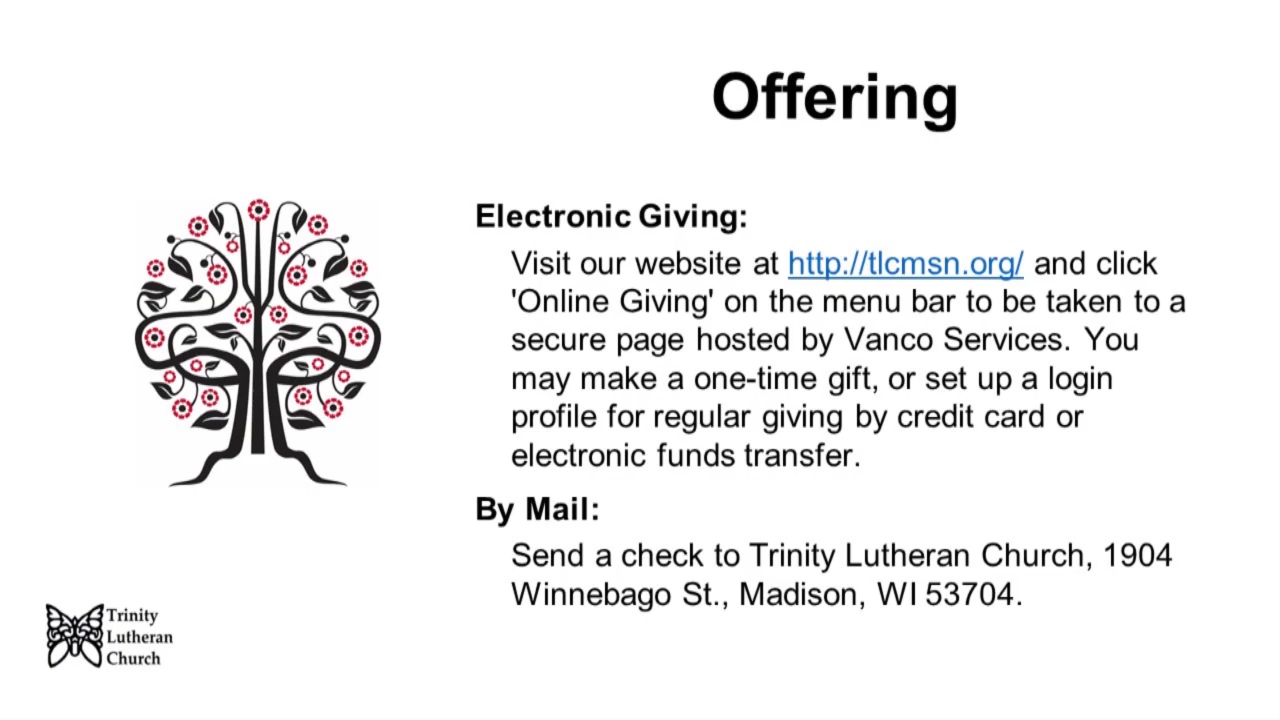 Offering
Electronic Giving:
Visit our website at http://tlcmsn.org/ and click
'Online Giving' on the menu bar to be taken to a
secure page hosted by Vanco Services. You
may make a one-time gift, or set up a login
profile for regular giving by credit card or
electronic funds transfer.
By Mail:
Send a check to Trinity Lutheran Church, 1904
Winnebago St., Madison, WI 53704.
Trinity
Lutheran
Church